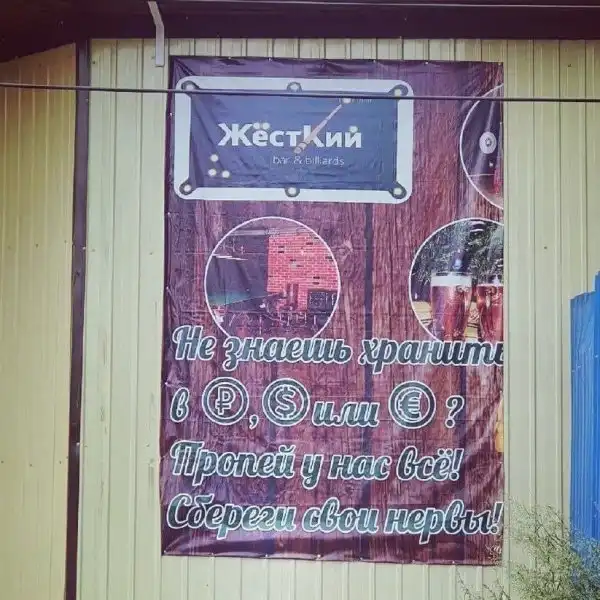 ЖёстКий
bar & billiards
Не знаешь хранить
в ₽, $ или € ?
Пропей у нас всё!
Сбереги свои нервы!